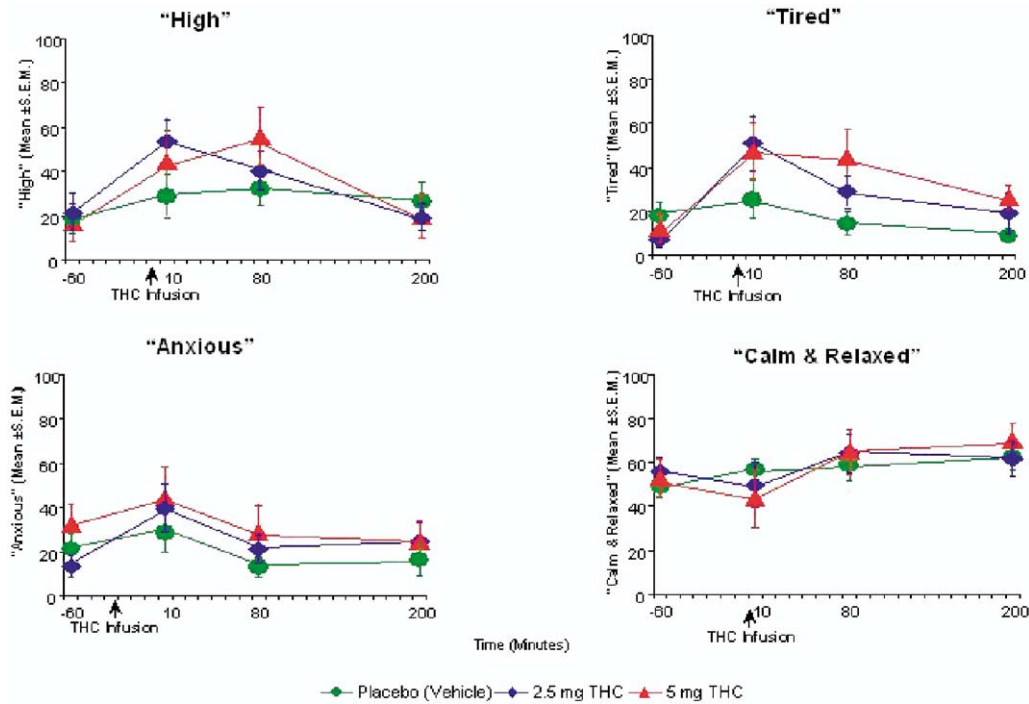 "High"
"High" (Mean ±S.E.M.)
100
80
60
40
20
0
-60 10 80 200
THC Infusion
"Tired"
"Tired" (Mean ±S.E.M.)
100
80
60
40
20
0
-60 10 80 200
THC Infusion
"Anxious"
"Anxious" (Mean ±S.E.M.)
100
80
60
40
20
0
-60 10 80 200
THC Infusion
"Calm & Relaxed"
"Calm & Relaxed" (Mean ±S.E.M.)
100
80
60
40
20
0
-60 10 80 200
THC Infusion
Time (Minutes)
Placebo (Vehicle) 2.5 mg THC 5 mg THC